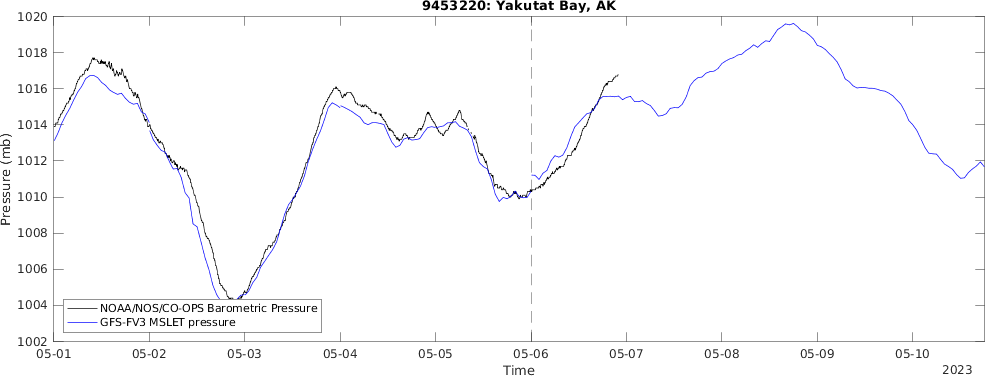 9453220: Yakutat Bay, AK
Pressure (mb)
1020
1018
1016
1014
1012
1010
1008
1006
1004
1002
NOAA/NOS/CO-OPS Barometric Pressure
GFS-FV3 MSLET pressure
05-01 05-02 05-03 05-04 05-05 05-06 05-07 05-08 05-09 05-10
Time
2023